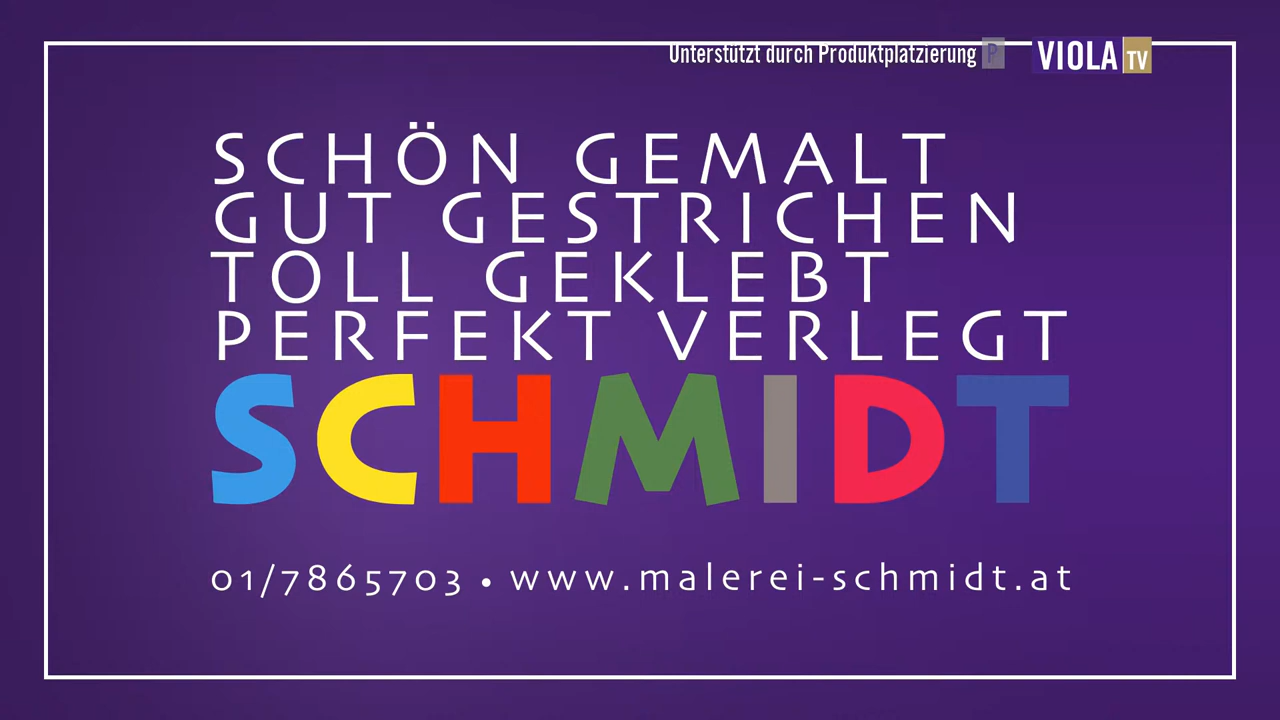 Unterstützt durch Produktplatzierung P VIOLA TV
SCHÖN GEMALT
GUT GESTRICHEN
TOLL GEKLEBT
PERFEKT VERLEGT
SCHMIDT
01/7865703 • www.malerei-schmidt.at